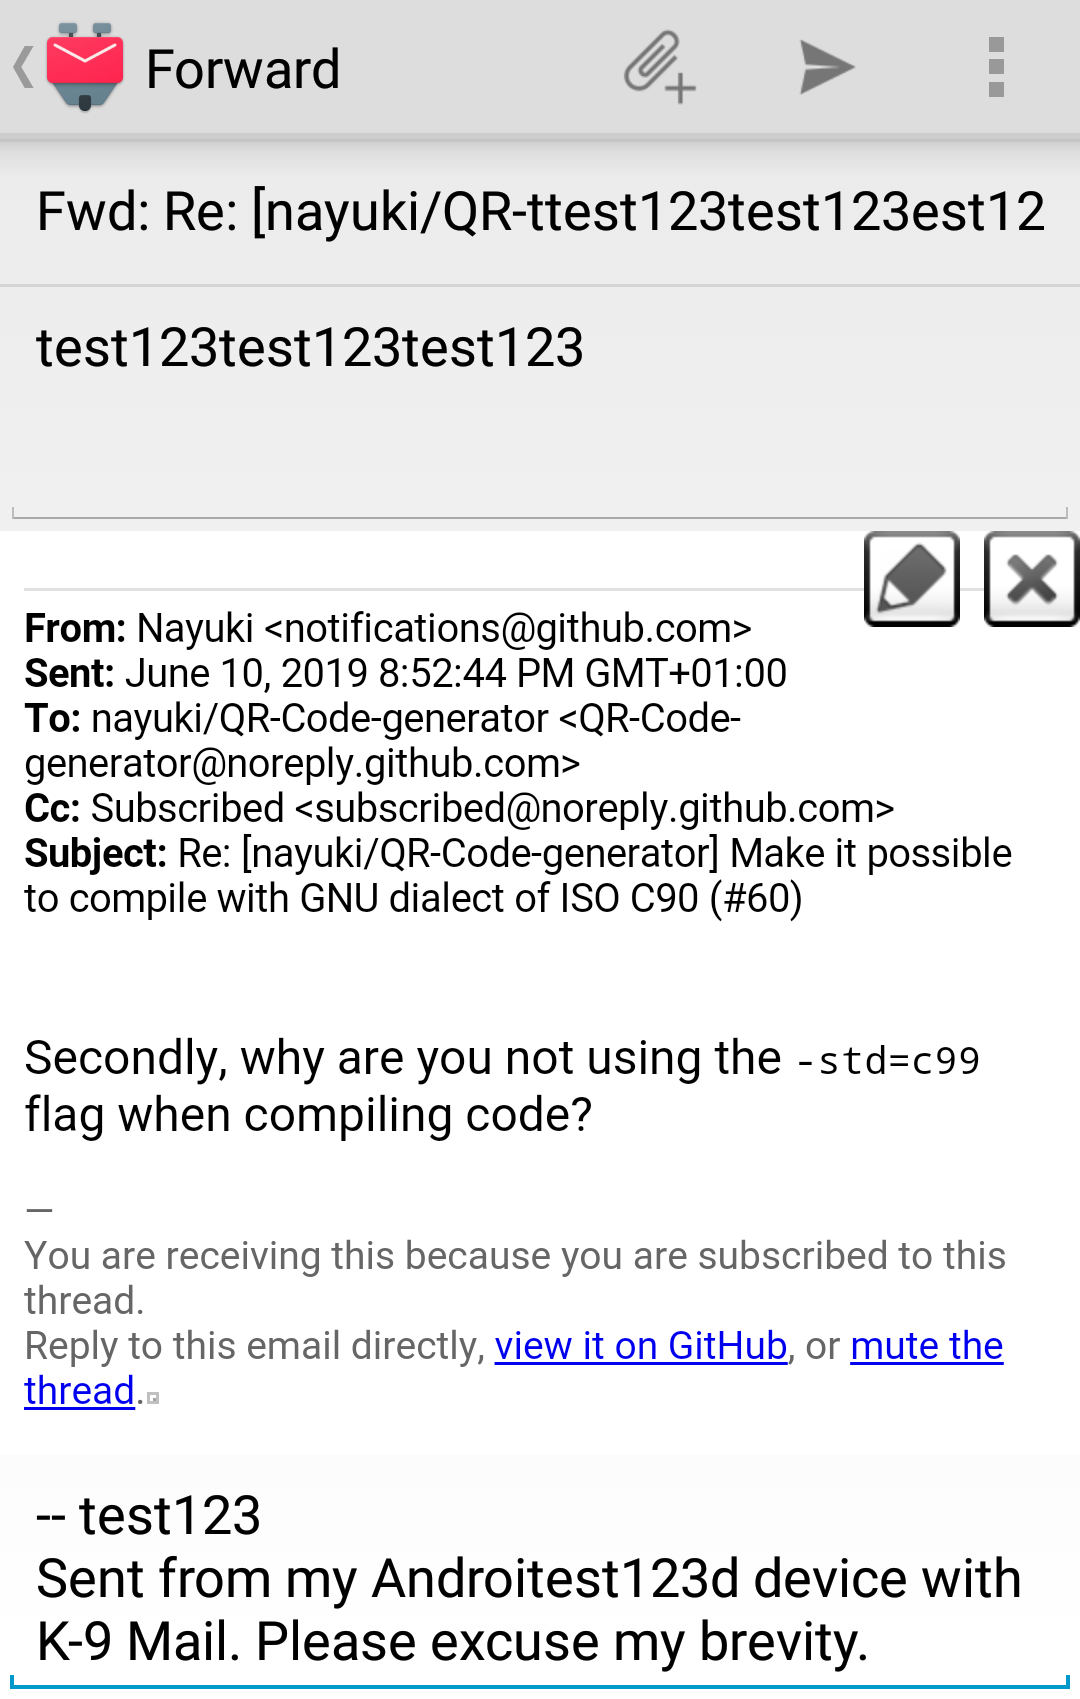 Forward
Fwd: Re: [nayuki/QR-ttest123test123est12
test123test123test123
From: Nayuki <notifications@github.com>
Sent: June 10, 2019 8:52:44 PM GMT+01:00
To: nayuki/QR-Code-generator <QR-Code-
generator@noreply.github.com>
Cc: Subscribed <subscribed@noreply.github.com>
Subject: Re: [nayuki/QR-Code-generator] Make it possible
to compile with GNU dialect of ISO C90 (#60)
Secondly, why are you not using the -std=c99
flag when compiling code?
—
You are receiving this because you are subscribed to this
thread.
Reply to this email directly, view it on GitHub, or mute the
thread.
-- test123
Sent from my Androitest123d device with
K-9 Mail. Please excuse my brevity.